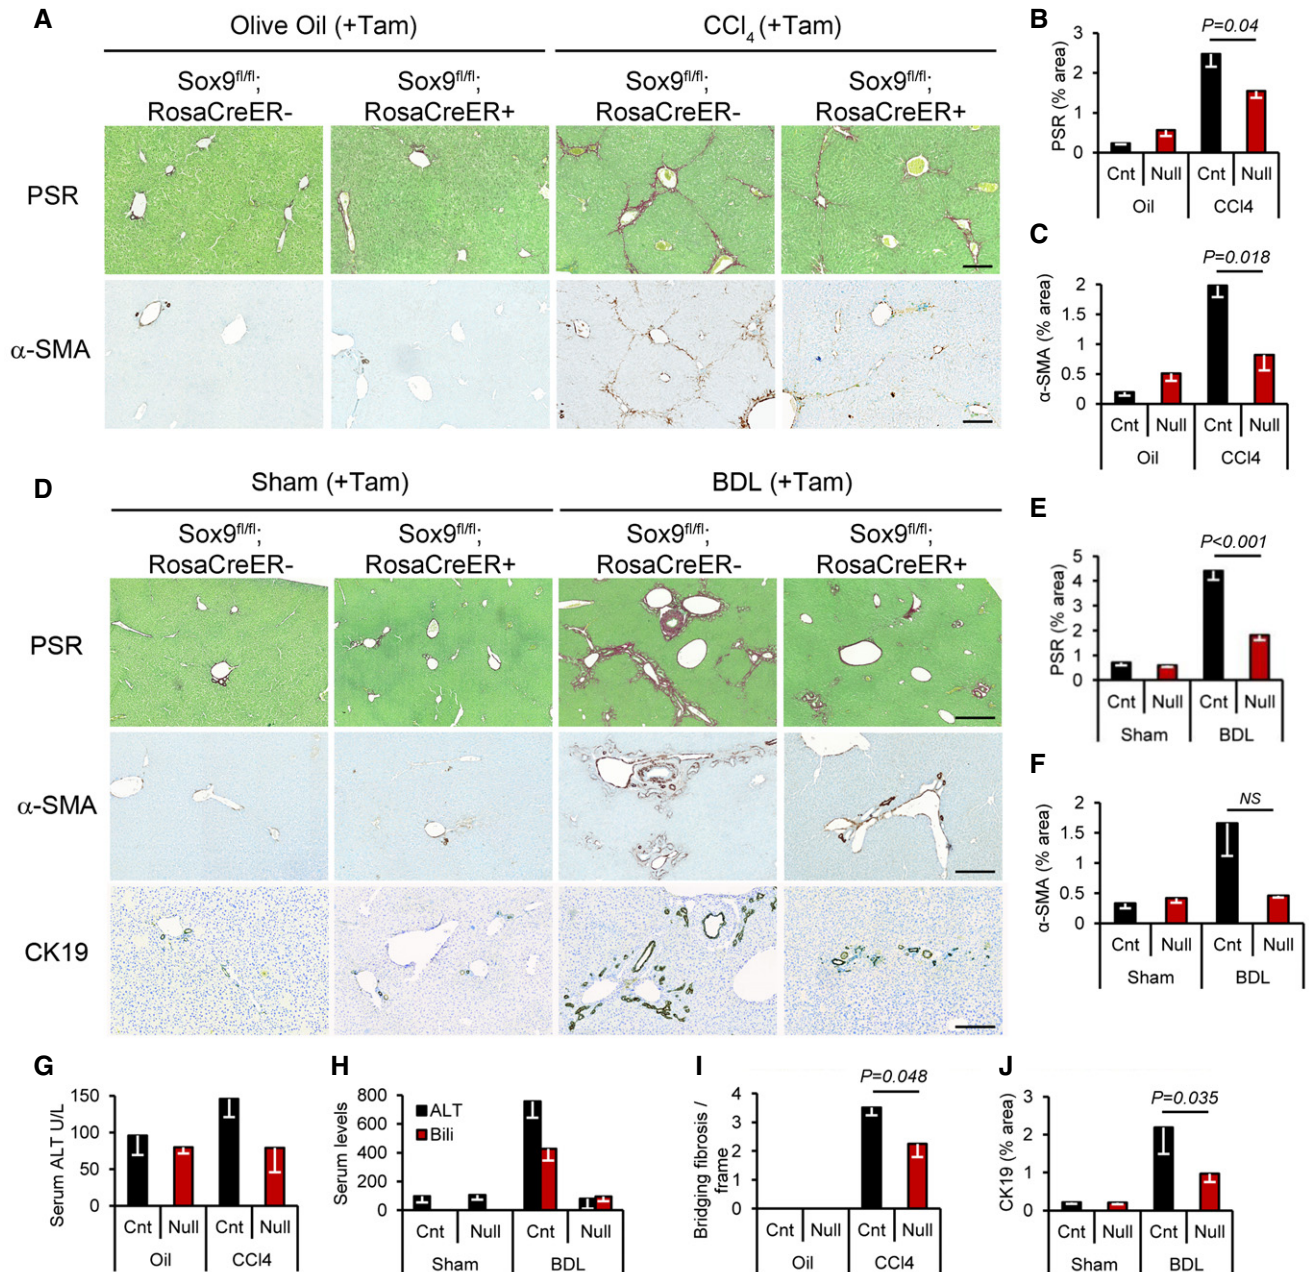 A
Olive Oil (+Tam)
CCl4 (+Tam)
Sox9fl/fl;
RosaCreER-
Sox9fl/fl;
RosaCreER+
Sox9fl/fl;
RosaCreER-
Sox9fl/fl;
RosaCreER+
PSR
α-SMA
B
P=0.04
PSR (% area)
3
2
1
0
Cnt
Null
Cnt
Null
Oil
CCl4
C
P=0.018
α-SMA (% area)
2
1.5
1
0.5
0
Cnt
Null
Cnt
Null
Oil
CCl4
D
Sham (+Tam)
BDL (+Tam)
Sox9fl/fl;
RosaCreER-
Sox9fl/fl;
RosaCreER+
Sox9fl/fl;
RosaCreER-
Sox9fl/fl;
RosaCreER+
PSR
α-SMA
CK19
E
P<0.001
PSR (% area)
5
4
3
2
1
0
Cnt
Null
Cnt
Null
Sham
BDL
F
NS
α-SMA (% area)
2
1.5
1
0.5
0
Cnt
Null
Cnt
Null
Sham
BDL
G
Serum ALT U/L
150
100
50
0
Cnt
Null
Cnt
Null
Oil
CCl4
H
Serum levels
800
600
400
200
0
ALT
Bili
Cnt
Null
Cnt
Null
Sham
BDL
I
P=0.048
Bridging fibrosis /
frame
4
3
2
1
0
Cnt
Null
Cnt
Null
Oil
CCl4
J
P=0.035
CK19 (% area)
3
2
1
0
Cnt
Null
Cnt
Null
Sham
BDL